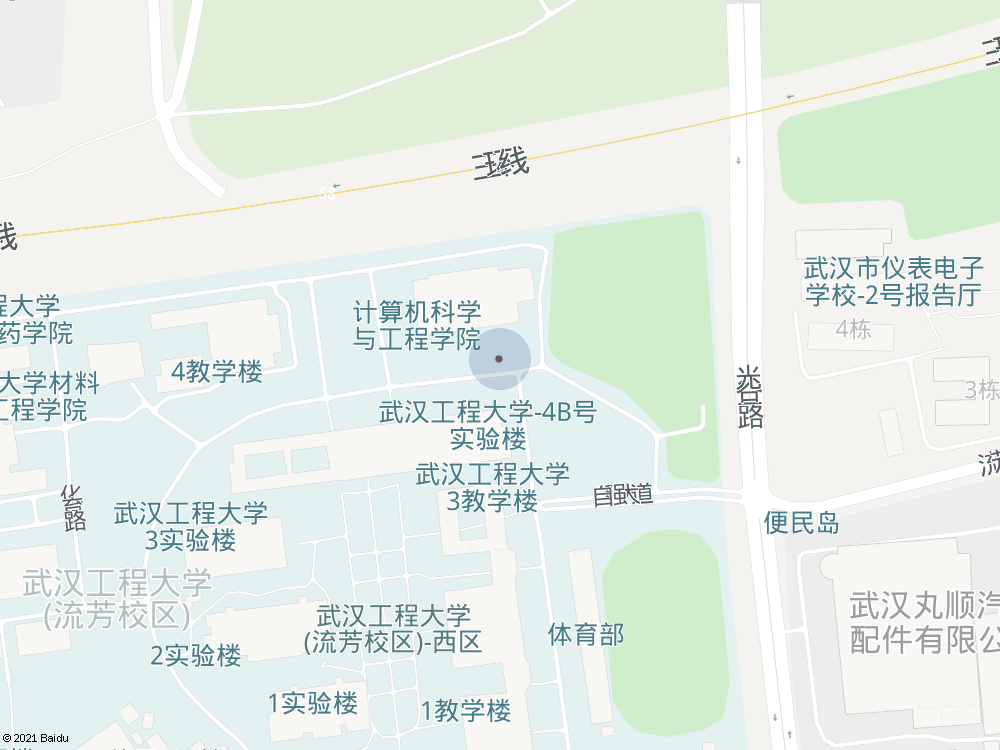 三环线
计算机科学
与工程学院
武汉市仪表电子
学校-2号报告厅
4栋
程大学
药学院
4教学楼
大学材料
工程学院
3栋
光谷一路
武汉工程大学-4B号
实验楼
武汉工程大学
3教学楼
自强大道
流
化工路
武汉工程大学
3实验楼
便民岛
武汉工程大学
(流芳校区)
武汉工程大学
(流芳校区)-西区
体育部
武汉丸顺汽
配件有限公
2实验楼
1实验楼
1教学楼
© 2021 Baidu